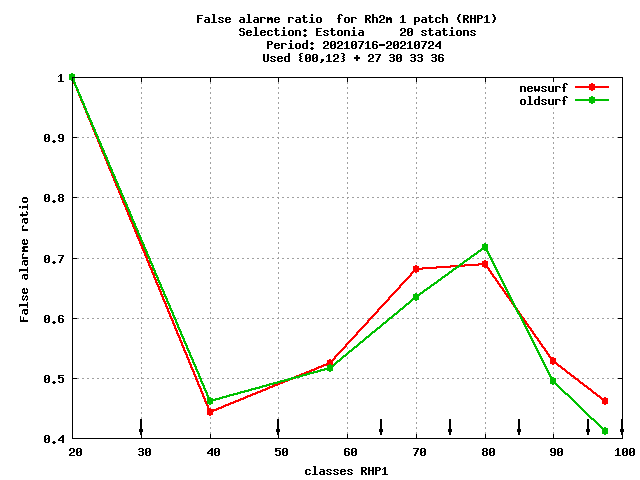 False alarme ratio  for Rh2m 1 patch (RHP1)
Selection: Estonia     20 stations
Period: 20210716-20210724
Used {00,12} + 27 30 33 36
newsurf
oldsurf
1
0.9
0.8
0.7
0.6
0.5
0.4
False alarme ratio
20 30 40 50 60 70 80 90 100
classes RHP1